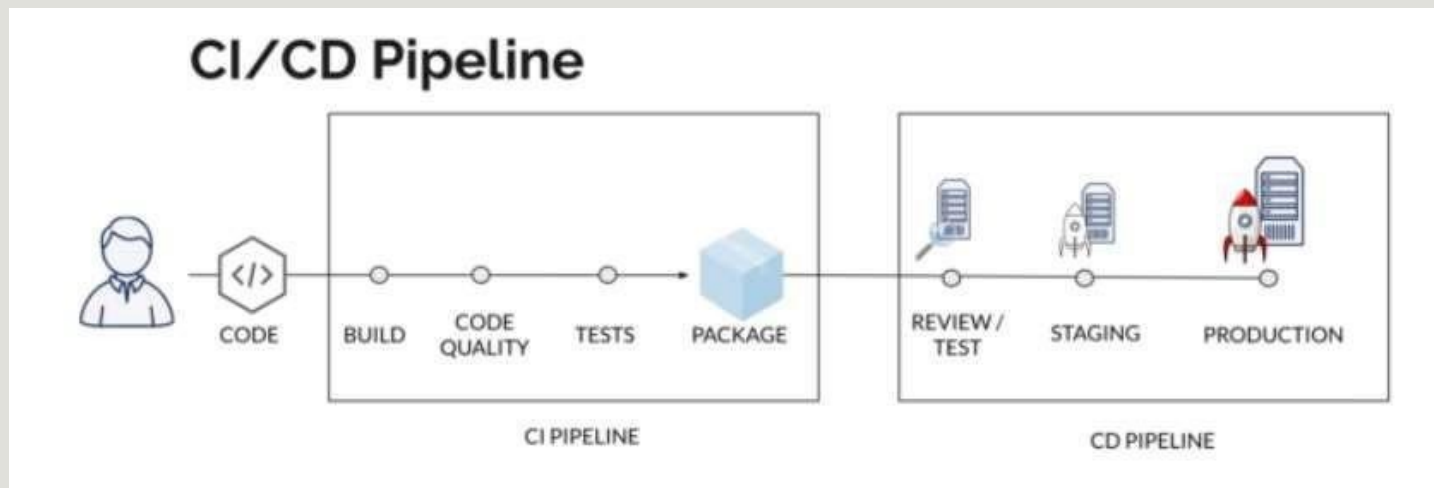 CI/CD Pipeline
</>
CODE
BUILD
CODE
QUALITY
TESTS
PACKAGE
REVIEW /
TEST
STAGING
PRODUCTION
CI PIPELINE
CD PIPELINE